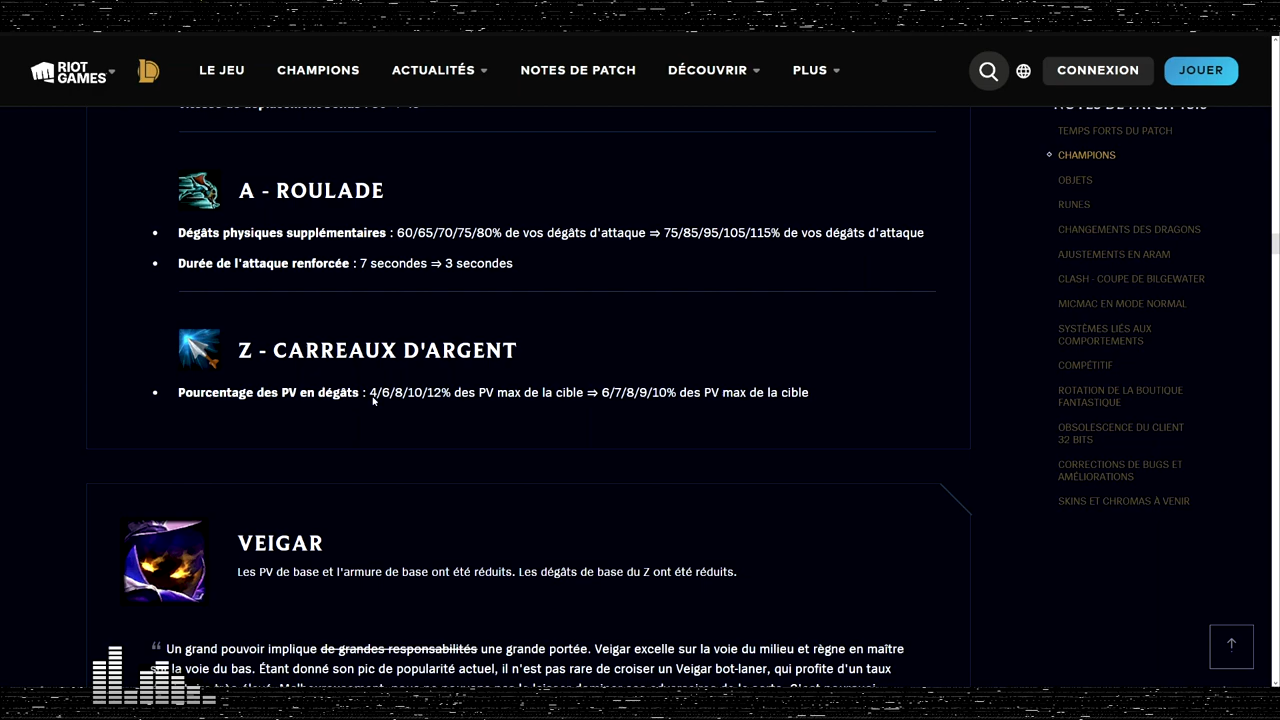 RIOT GAMES
LE JEU
CHAMPIONS
ACTUALITÉS
NOTES DE PATCH
DÉCOUVRIR
PLUS
CONNEXION
JOUER
A - ROULADE
• Dégâts physiques supplémentaires : 60/65/70/75/80% de vos dégâts d'attaque ⇒ 75/85/95/105/115% de vos dégâts d'attaque
• Durée de l'attaque renforcée : 7 secondes ⇒ 3 secondes
Z - CARREAUX D'ARGENT
• Pourcentage des PV en dégâts : 4/6/8/10/12% des PV max de la cible ⇒ 6/7/8/9/10% des PV max de la cible
VEIGAR
Les PV de base et l'armure de base ont été réduits. Les dégâts de base du Z ont été réduits.
Un grand pouvoir implique de grandes responsabilités une grande portée. Veigar excelle sur la voie du milieu et règne en maître
la voie du bas. Étant donné son pic de popularité actuel, il n'est pas rare de croiser un Veigar bot-laner, qui profite d'un taux
TEMPS FORTS DU PATCH
CHAMPIONS
OBJETS
RUNES
CHANGEMENTS DES DRAGONS
AJUSTEMENTS EN ARAM
CLASH - COUPE DE BILGEWATER
MICMAC EN MODE NORMAL
SYSTÈMES LIÉS AUX
COMPORTEMENTS
COMPÉTITIF
ROTATION DE LA BOUTIQUE
FANTASTIQUE
OBSOLESCENCE DU CLIENT
32 BITS
CORRECTIONS DE BUGS ET
AMÉLIORATIONS
SKINS ET CHROMAS À VENIR